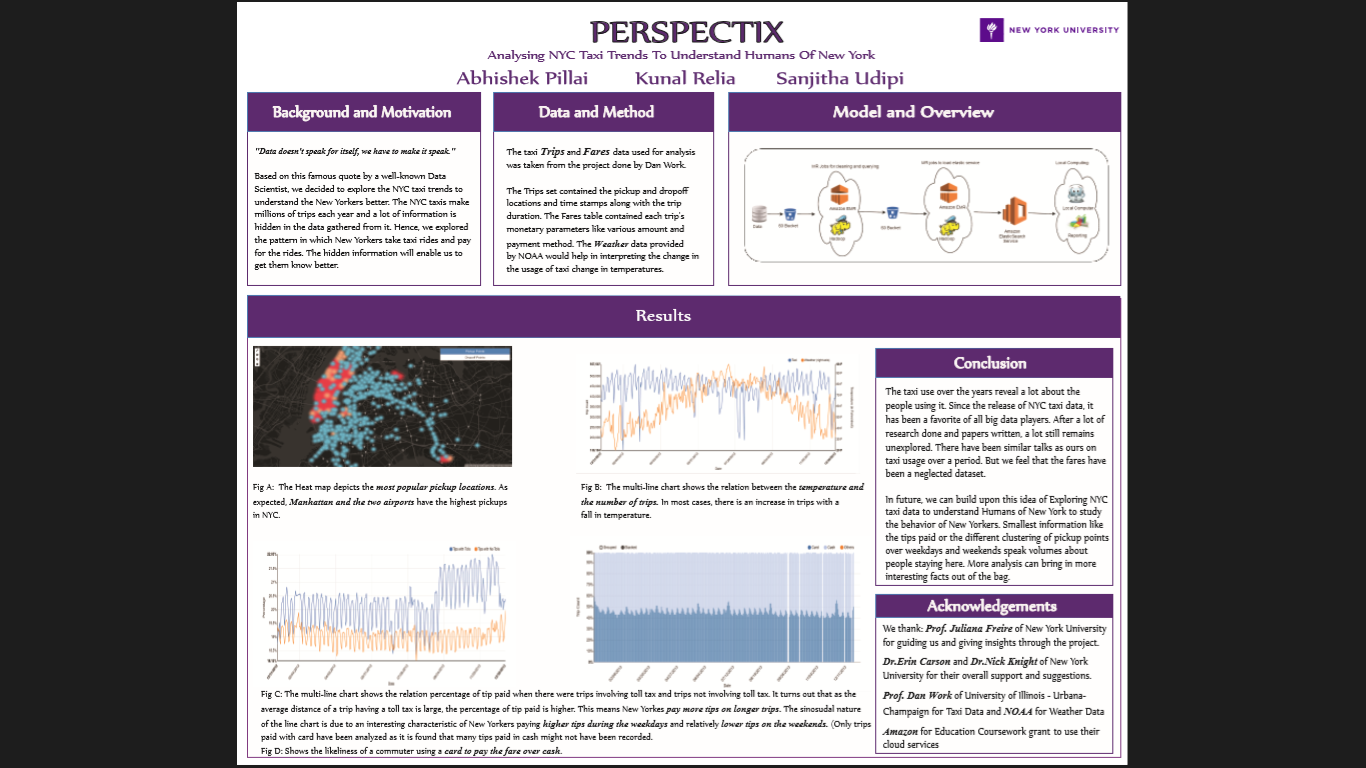 PERSPECTIX
NEW YORK UNIVERSITY
Analysing NYC Taxi Trends To Understand Humans Of New York
Abhishek Pillai Kunal Relia Sanjitha Udipi
Background and Motivation
"Data doesn't speak for itself, we have to make it speak."
Based on this famous quote by a well-known Data
Scientist, we decided to explore the NYC taxi trends to
understand the New Yorkers better. The NYC taxis make
millions of trips each year and a lot of information is
hidden in the data gathered from it. Hence, we explored
the pattern in which New Yorkers take taxi rides and pay
for the rides. The hidden information will enable us to
get them know better.
Data and Method
The taxi Trips and Fares data used for analysis
was taken from the project done by Dan Work.
The Trips set contained the pickup and dropoff
locations and time stamps along with the trip
duration. The Fares table contained each trip's
monetary parameters like various amount and
payment method. The Weather data provided
by NOAA would help in interpreting the change in
the usage of taxi change in temperatures.
Model and Overview
MR Jobs for cleaning and querying
MR jobs to load elastic service
Local Computing
Data
S3 Bucket
Amazon EMR
Hadoop
S3 Bucket
Amazon EMR
Hadoop
Amazon
ElasticSearch
Service
Local Computer
Reporting
Results
Fig A: The Heat map depicts the most popular pickup locations. As
expected, Manhattan and the two airports have the highest pickups
in NYC.
Fig B: The multi-line chart shows the relation between the temperature and
the number of trips. In most cases, there is an increase in trips with a
fall in temperature.
Fig C: The multi-line chart shows the relation percentage of tip paid when there were trips involving toll tax and trips not involving toll tax. It turns out that as the
average distance of a trip having a toll tax is large, the percentage of tip paid is higher. This means New Yorkes pay more tips on longer trips. The sinosudal nature
of the line chart is due to an interesting characteristic of New Yorkers paying higher tips during the weekdays and relatively lower tips on the weekends. (Only trips
paid with card have been analyzed as it is found that many tips paid in cash might not have been recorded.
Fig D: Shows the likeliness of a commuter using a card to pay the fare over cash.
Conclusion
The taxi use over the years reveal a lot about the
people using it. Since the release of NYC taxi data, it
has been a favorite of all big data players. After a lot of
research done and papers written, a lot still remains
unexplored. There have been similar talks as ours on
taxi usage over a period. But we feel that the fares have
been a neglected dataset.
In future, we can build upon this idea of Exploring NYC
taxi data to understand Humans of New York to study
the behavior of New Yorkers. Smallest information like
the tips paid or the different clustering of pickup points
over weekdays and weekends speak volumes about
people staying here. More analysis can bring in more
interesting facts out of the bag.
Acknowledgements
We thank: Prof. Juliana Freire of New York University
for guiding us and giving insights through the project.
Dr.Erin Carson and Dr.Nick Knight of New York
University for their overall support and suggestions.
Prof. Dan Work of University of Illinois - Urbana-
Champaign for Taxi Data and NOAA for Weather Data
Amazon for Education Coursework grant to use their
cloud services